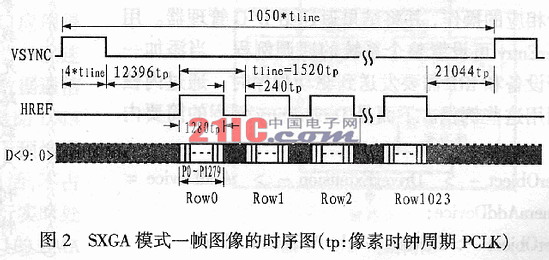 1050*tline
VSYNC
4*tline
12396tp
tline=1520tp
21044tp
240tp
HREF
21IC中国电子网
.com
1280tp
D<9:0>
P0~P1279
Row0
Row1
Row2
Row1023
图 2 SXGA 模式一帧图像的时序图(tp:像素时钟周期 PCLK)